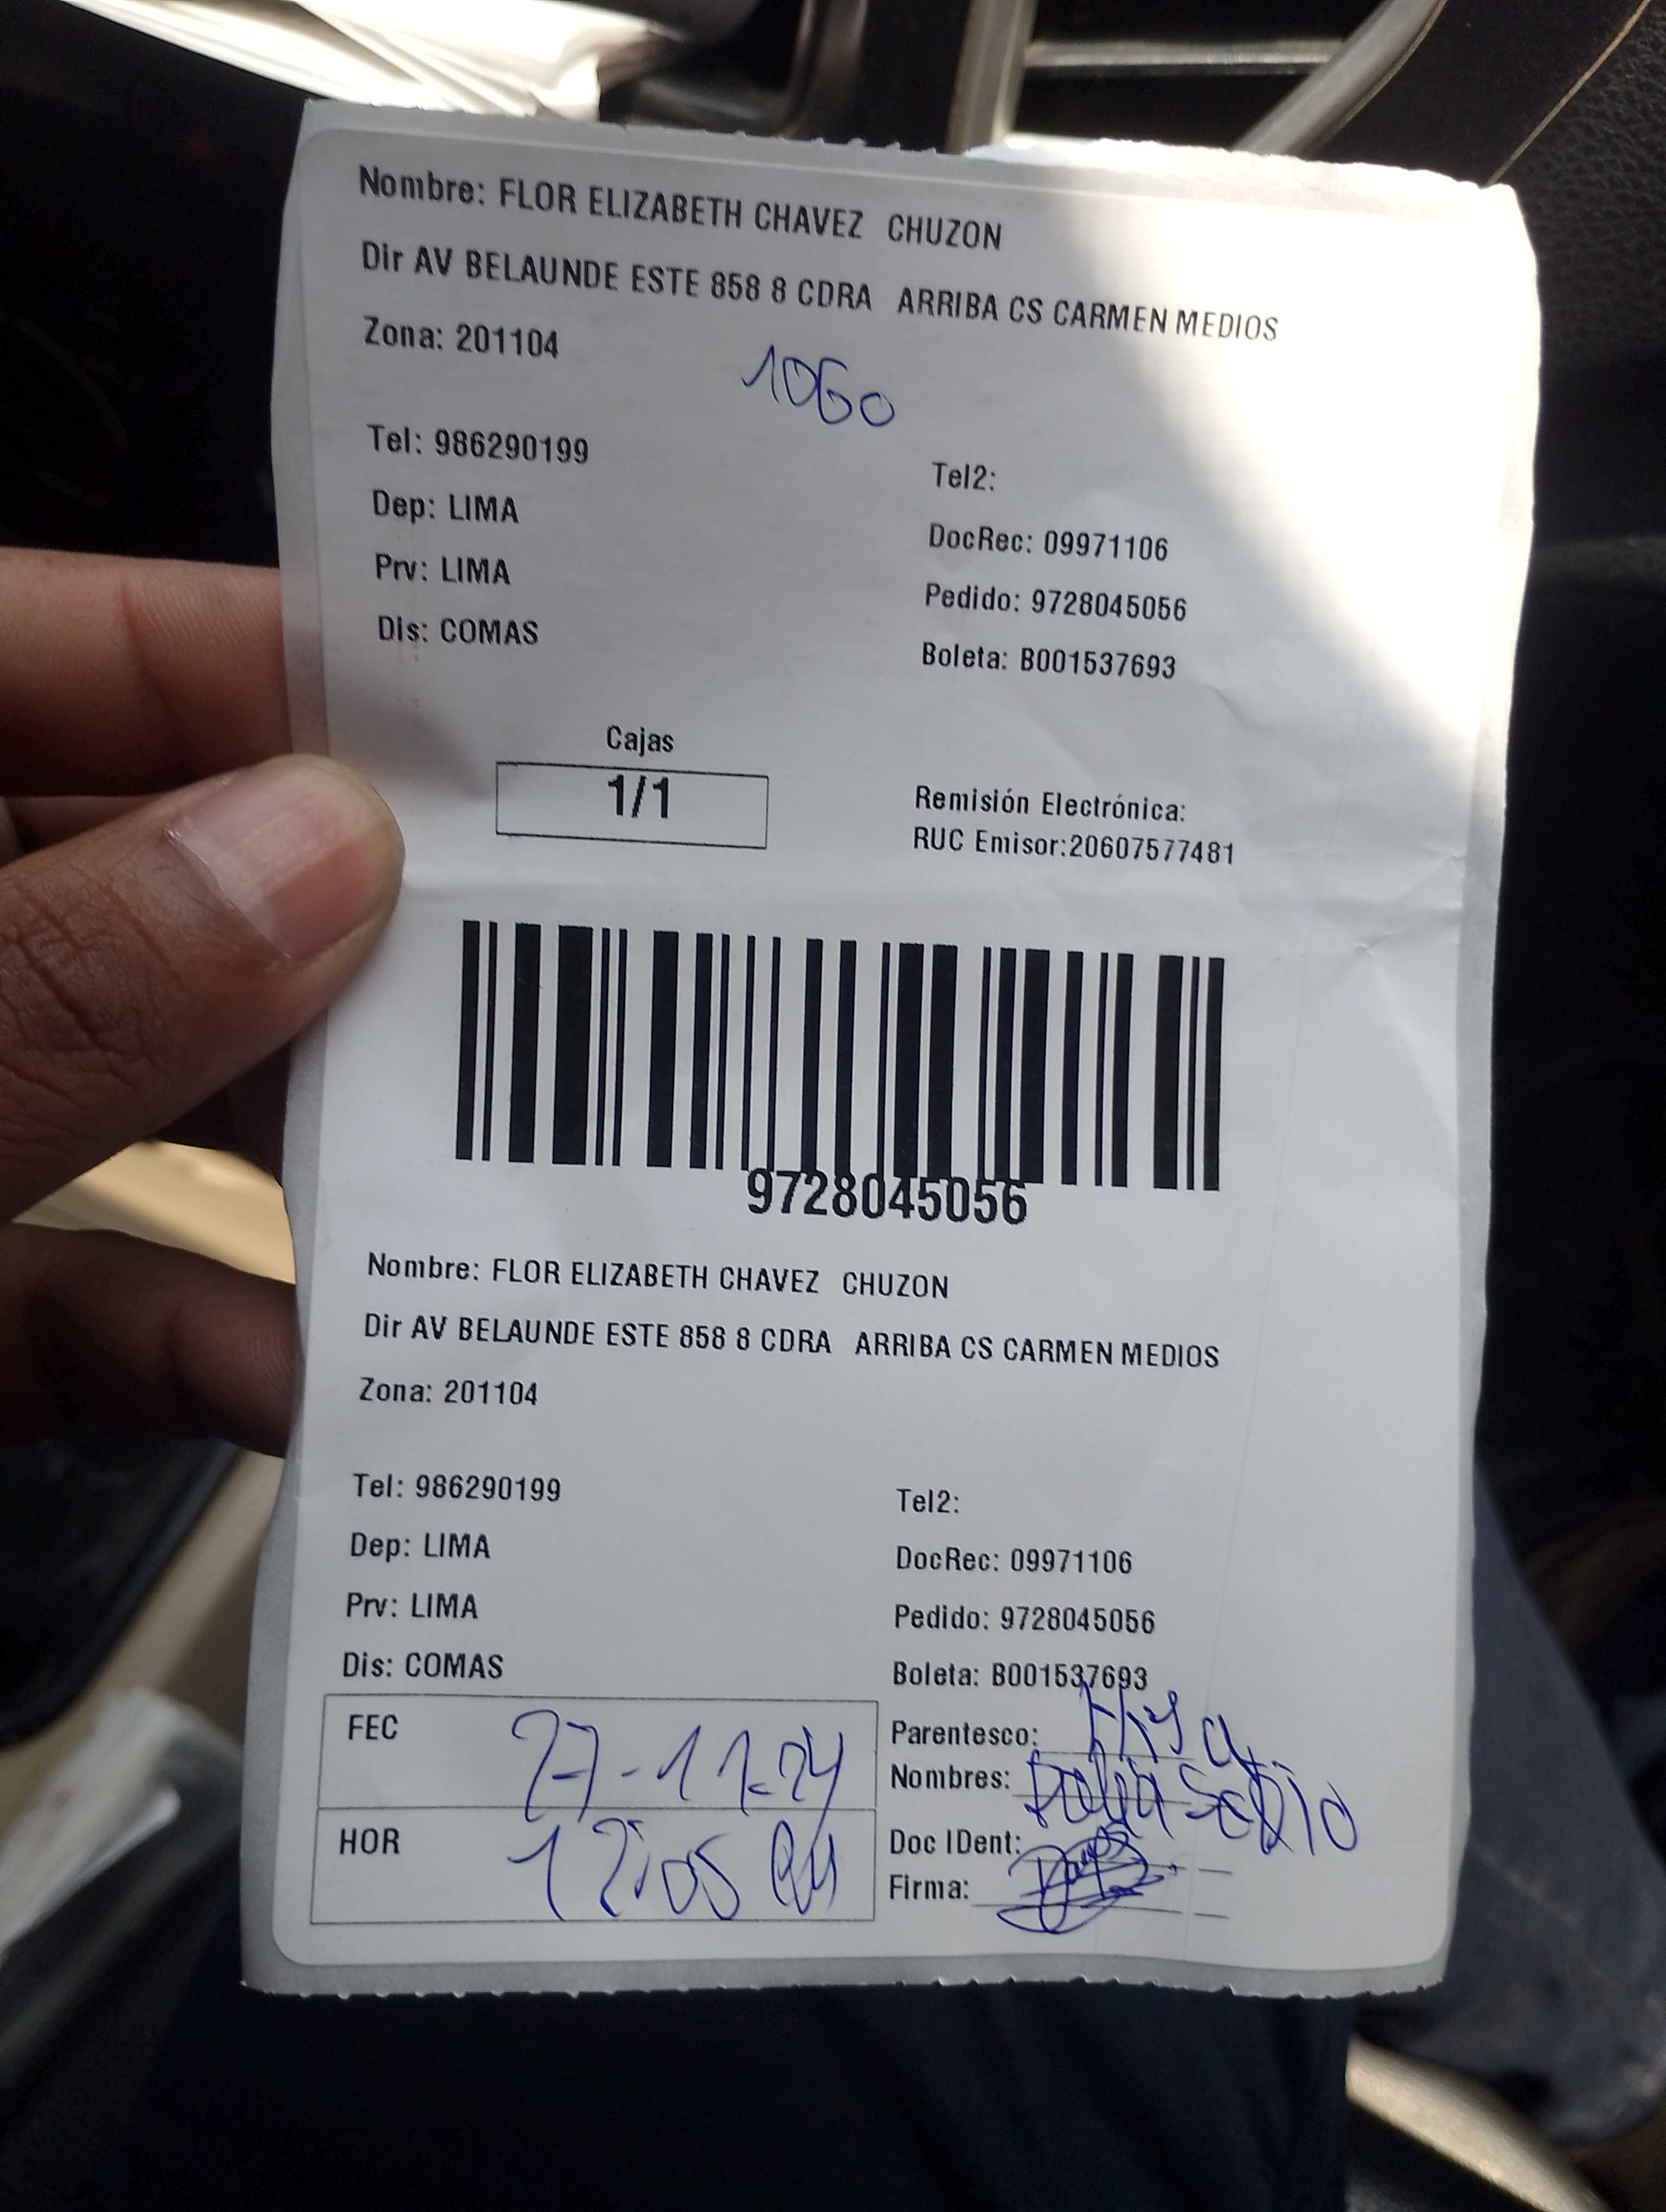 Nombre: FLOR ELIZABETH CHAVEZ CHUZON
Dir AV BELAUNDE ESTE 858 8 CDRA ARRIBA CS CARMEN MEDIOS
Zona: 201104
1060
Tel: 986290199
Tel2:
Dep: LIMA
DocRec: 09971106
Prv: LIMA
Pedido: 9728045056
Dis: COMAS
Boleta: B001537693
Cajas
1/1
Remisión Electrónica:
RUC Emisor:20607577481
9728045056
Nombre: FLOR ELIZABETH CHAVEZ CHUZON
Dir AV BELAUNDE ESTE 858 8 CDRA ARRIBA CS CARMEN MEDIOS
Zona: 201104
Tel: 986290199
Tel2:
Dep: LIMA
DocRec: 09971106
Prv: LIMA
Pedido: 9728045056
Dis: COMAS
Boleta: B001537693
FEC 27-11-24
Parentesco: Hija
Nombres:
HOR 12:05
Doc IDent:
Firma: